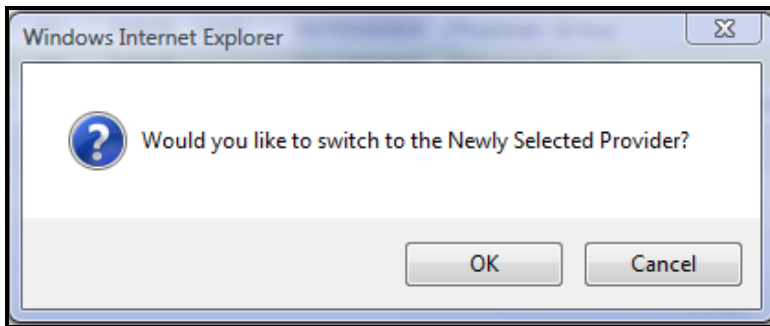 Windows Internet Explorer
Would you like to switch to the Newly Selected Provider?
OK
Cancel